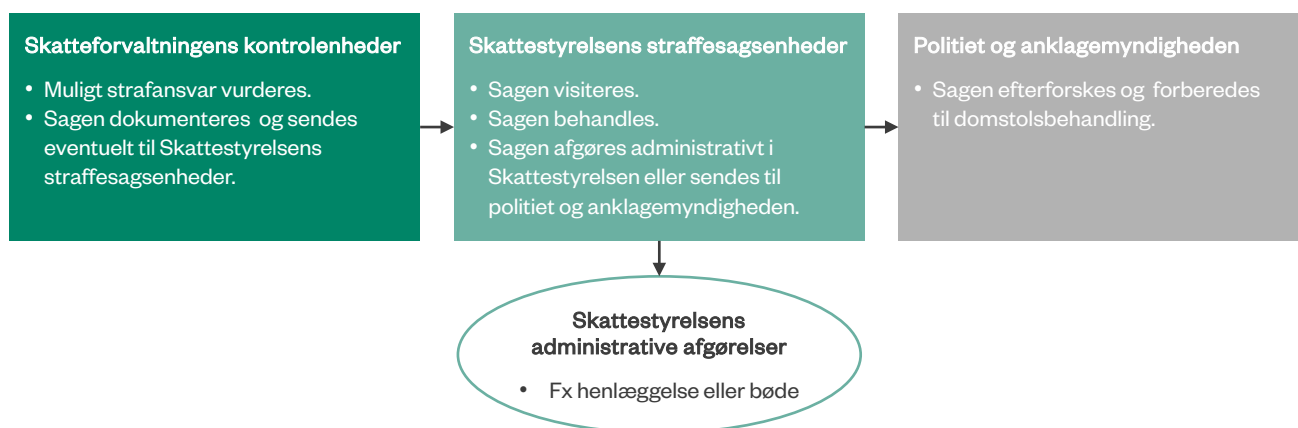 Skatteforvaltningens kontrolenheder
• Muligt strafansvar vurderes.
• Sagen dokumenteres og sendes
eventuelt til Skattestyrelsens
straffesagsenheder.
Skattestyrelsens straffesagsenheder
• Sagen visiteres.
• Sagen behandles.
• Sagen afgøres administrativt i
Skattestyrelsen eller sendes til
politiet og anklagemyndigheden.
Politiet og anklagemyndigheden
• Sagen efterforskes og forberedes
til domstolsbehandling.
Skattestyrelsens
administrative afgørelser
• Fx henlæggelse eller bøde